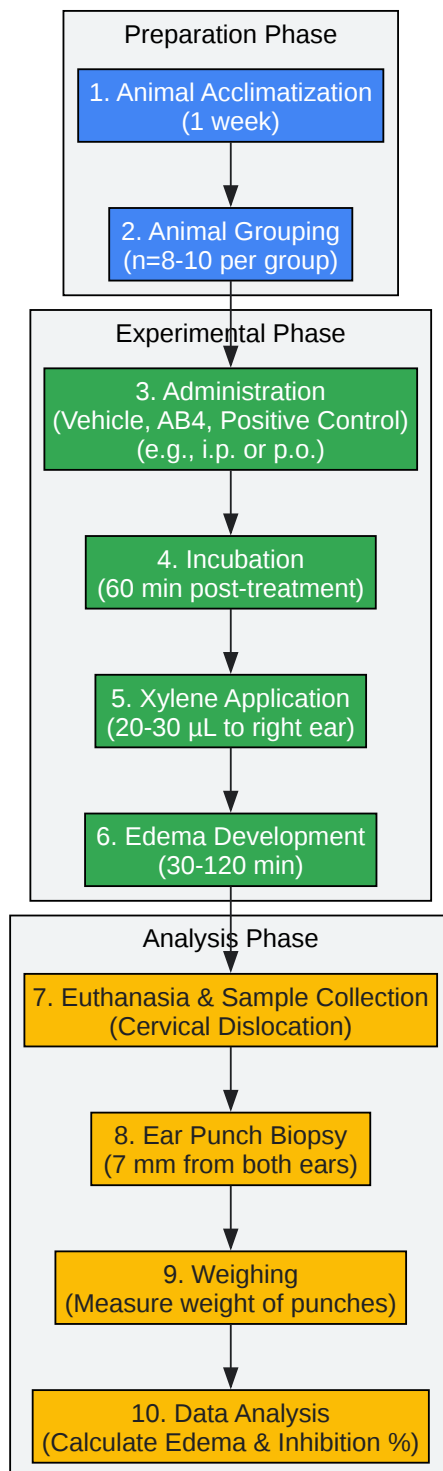 Preparation Phase
1. Animal Acclimatization
(1 week)
2. Animal Grouping
(n=8-10 per group)
Experimental Phase
3. Administration
(Vehicle, AB4, Positive Control)
(e.g., i.p. or p.o.)
4. Incubation
(60 min post-treatment)
5. Xylene Application
(20-30 µL to right ear)
6. Edema Development
(30-120 min)
Analysis Phase
7. Euthanasia & Sample Collection
(Cervical Dislocation)
8. Ear Punch Biopsy
(7 mm from both ears)
9. Weighing
(Measure weight of punches)
10. Data Analysis
(Calculate Edema & Inhibition %)